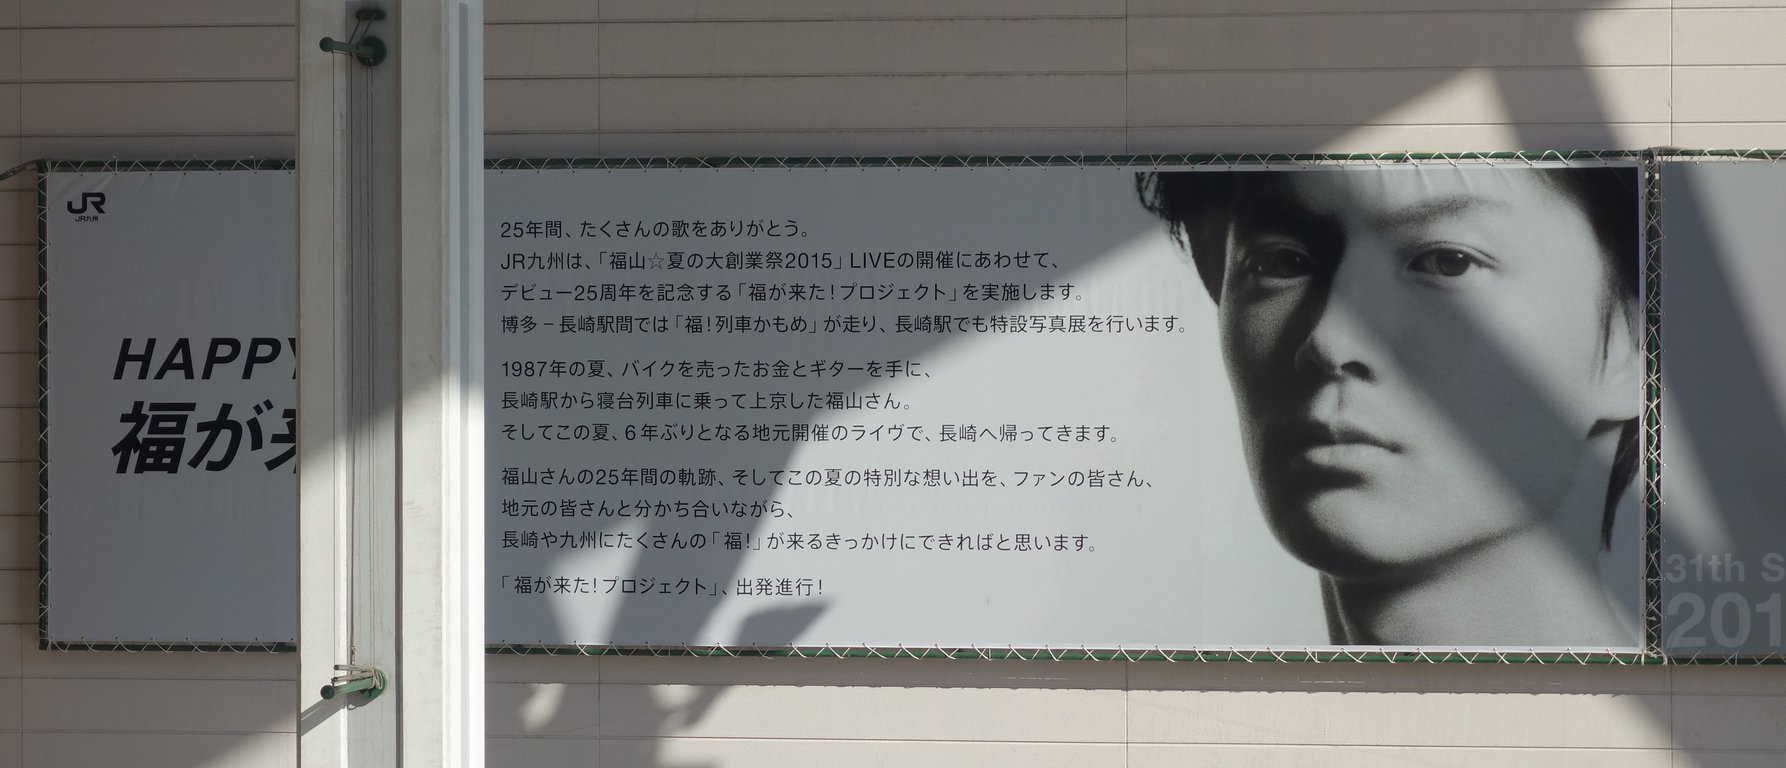 JR
JR九州
HAPPY
福が来
25年間、たくさんの歌をありがとう。
JR九州は、「福山☆夏の大創業祭2015」LIVEの開催にあわせて、
デビュー25周年を記念する「福が来た!プロジェクト」を実施します。
博多－長崎駅間では「福!列車かもめ」が走り、長崎駅でも特設写真展を行います。
1987年の夏、バイクを売ったお金とギターを手に、
長崎駅から寝台列車に乗って上京した福山さん。
そしてこの夏、6年ぶりとなる地元開催のライヴで、長崎へ帰ってきます。
福山さんの25年間の軌跡、そしてこの夏の特別な想い出を、ファンの皆さん、
地元の皆さんと分かち合いながら、
長崎や九州にたくさんの「福!」が来るきっかけにできればと思います。
「福が来た!プロジェクト」、出発進行!
31th S
201